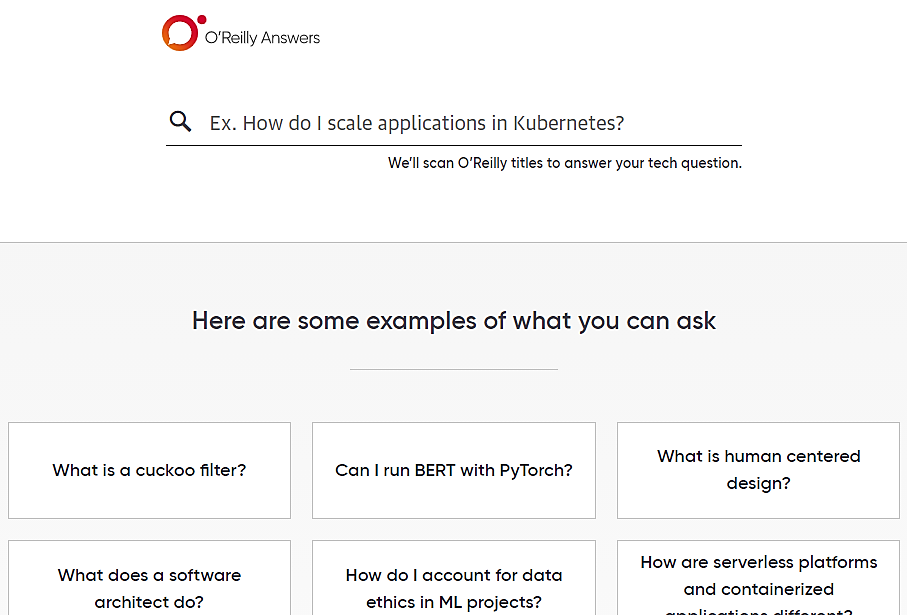 O’Reilly Answers
Ex. How do I scale applications in Kubernetes?
We’ll scan O’Reilly titles to answer your tech question.
Here are some examples of what you can ask
What is a cuckoo filter?
Can I run BERT with PyTorch?
What is human centered
design?
What does a software
architect do?
How do I account for data
ethics in ML projects?
How are serverless platforms
and containerized
applications different?